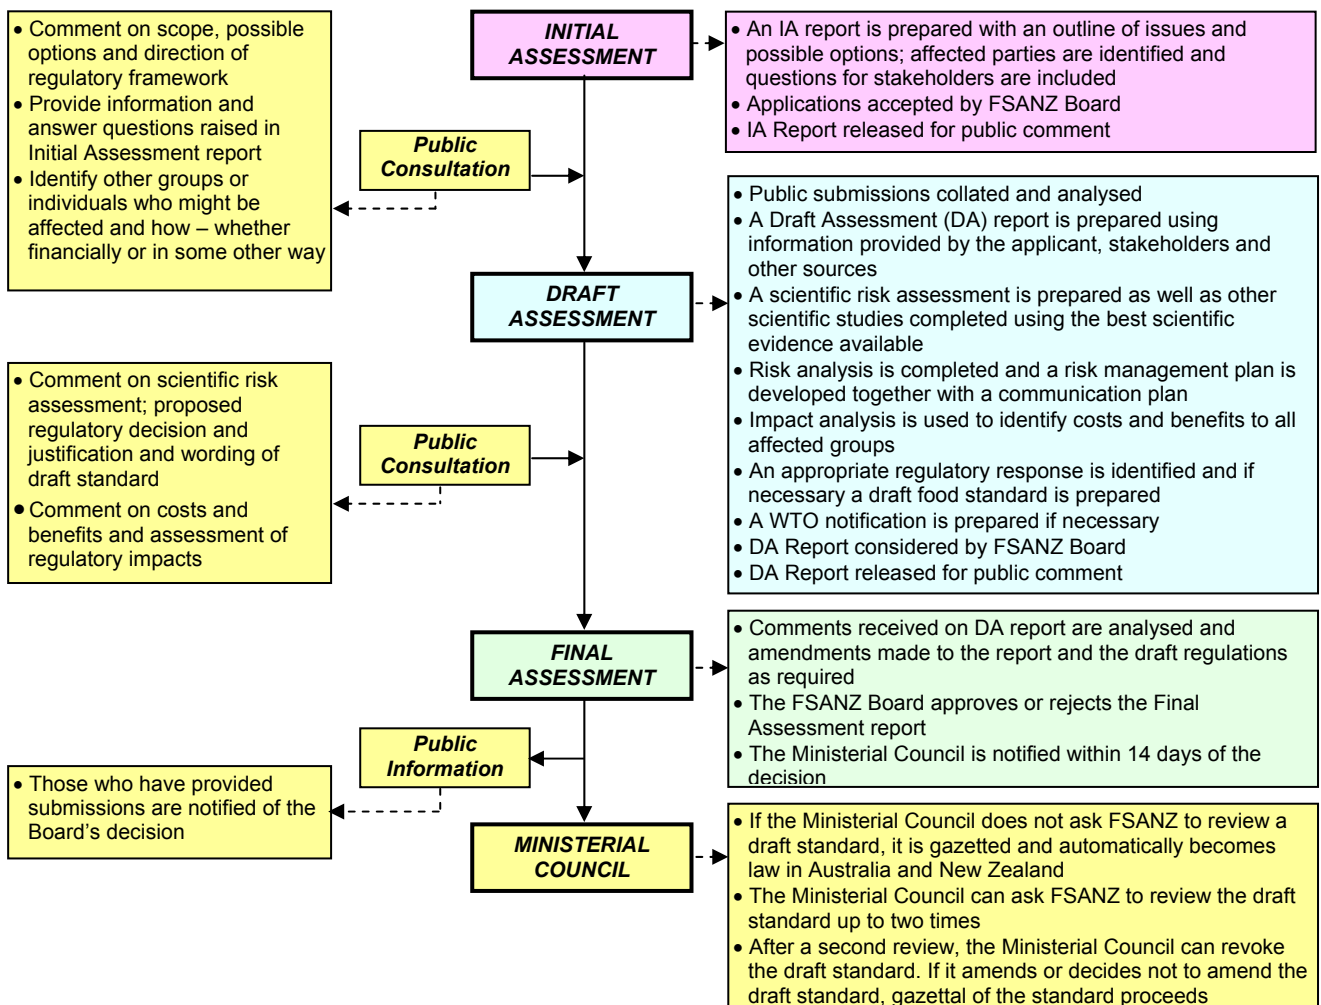 • Comment on scope, possible
options and direction of
regulatory framework
• Provide information and
answer questions raised in
Initial Assessment report
• Identify other groups or
individuals who might be
affected and how – whether
financially or in some other way
INITIAL
ASSESSMENT
• An IA report is prepared with an outline of issues and
possible options; affected parties are identified and
questions for stakeholders are included
• Applications accepted by FSANZ Board
• IA Report released for public comment
Public
Consultation
DRAFT
ASSESSMENT
• Public submissions collated and analysed
• A Draft Assessment (DA) report is prepared using
information provided by the applicant, stakeholders and
other sources
• A scientific risk assessment is prepared as well as other
scientific studies completed using the best scientific
evidence available
• Risk analysis is completed and a risk management plan is
developed together with a communication plan
• Impact analysis is used to identify costs and benefits to all
affected groups
• An appropriate regulatory response is identified and if
necessary a draft food standard is prepared
• A WTO notification is prepared if necessary
• DA Report considered by FSANZ Board
• DA Report released for public comment
• Comment on scientific risk
assessment; proposed
regulatory decision and
justification and wording of
draft standard
• Comment on costs and
benefits and assessment of
regulatory impacts
Public
Consultation
FINAL
ASSESSMENT
• Comments received on DA report are analysed and
amendments made to the report and the draft regulations
as required
• The FSANZ Board approves or rejects the Final
Assessment report
• The Ministerial Council is notified within 14 days of the
decision
Public
Information
• Those who have provided
submissions are notified of the
Board's decision
MINISTERIAL
COUNCIL
• If the Ministerial Council does not ask FSANZ to review a
draft standard, it is gazetted and automatically becomes
law in Australia and New Zealand
• The Ministerial Council can ask FSANZ to review the draft
standard up to two times
• After a second review, the Ministerial Council can revoke
the draft standard. If it amends or decides not to amend the
draft standard, gazettal of the standard proceeds